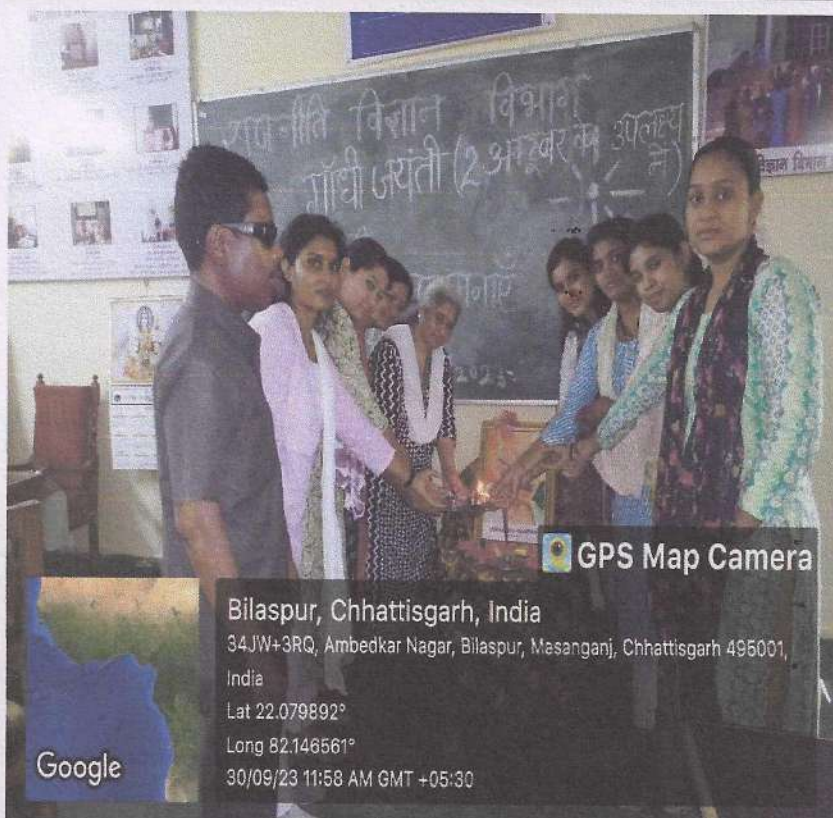 राजनीति विज्ञान विभाग
गाँधी जयंती (2 अक्टूबर के उपलक्ष्य
में)
विज्ञान विभाग
GPS Map Camera
Bilaspur, Chhattisgarh, India
34JW+3RQ, Ambedkar Nagar, Bilaspur, Masanganj, Chhattisgarh 495001,
India
Lat 22.079892°
Long 82.146561°
30/09/23 11:58 AM GMT +05:30
Google